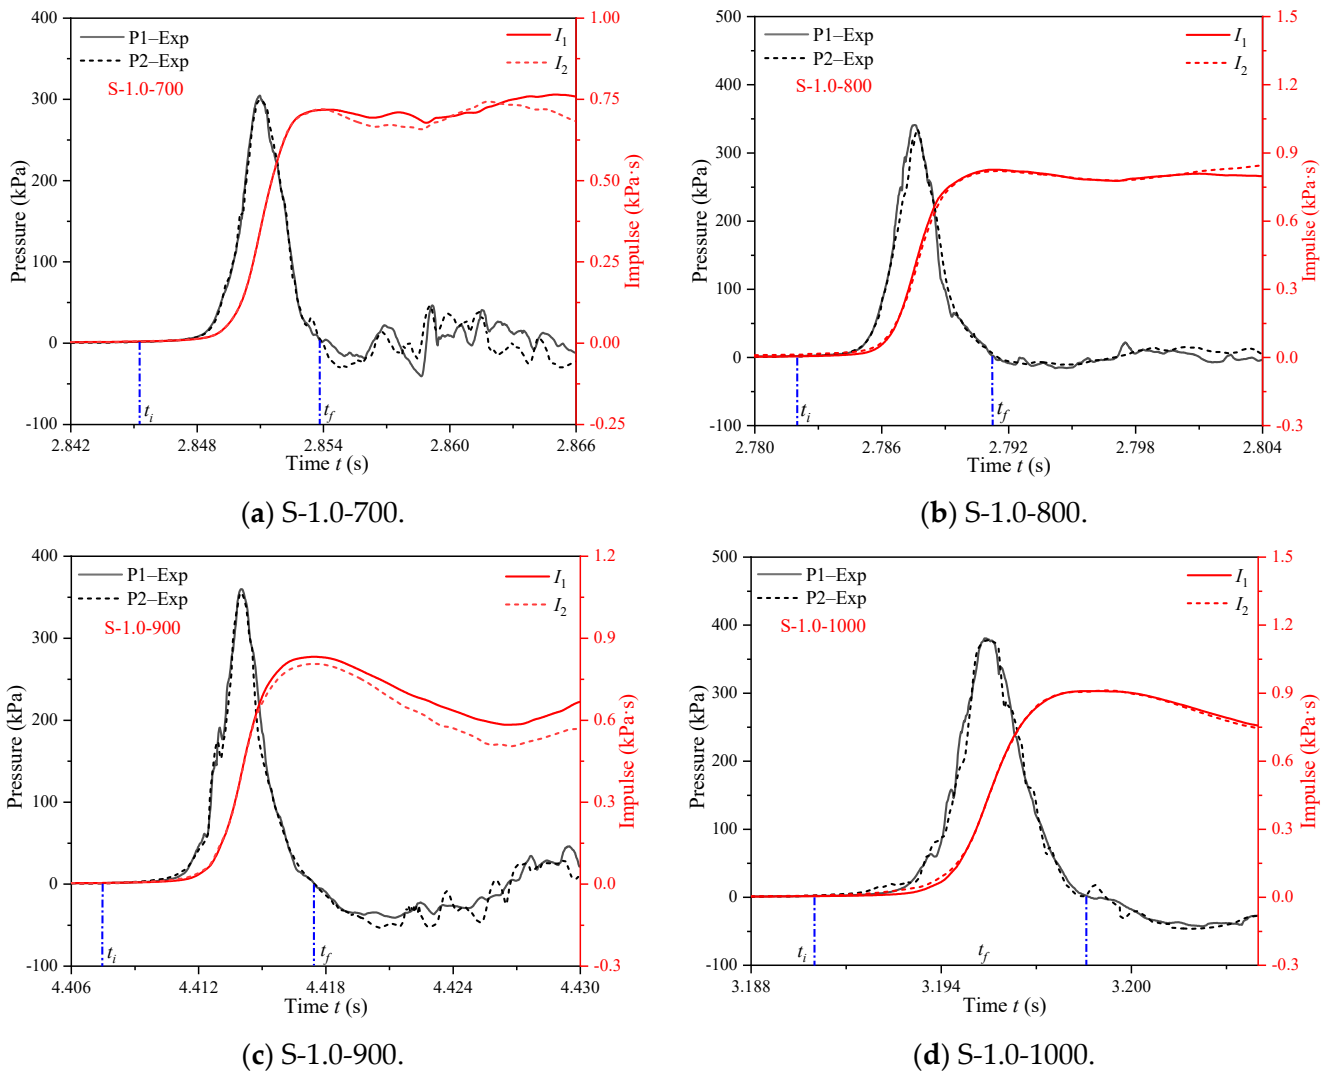 400
300
200
100
0
-100
Pressure (kPa)
P1–Exp
P2–Exp
S-1.0-700
I1
I2
1.00
0.75
0.50
0.25
0.00
-0.25
Impulse (kPa·s)
ti
tf
2.842
2.848
2.854
2.860
2.866
Time t (s)
(a) S-1.0-700.
500
400
300
200
100
0
-100
Pressure (kPa)
P1–Exp
P2–Exp
S-1.0-800
I1
I2
1.5
1.2
0.9
0.6
0.3
0.0
-0.3
Impulse (kPa·s)
ti
tf
2.780
2.786
2.792
2.798
2.804
Time t (s)
(b) S-1.0-800.
400
300
200
100
0
-100
Pressure (kPa)
P1–Exp
P2–Exp
S-1.0-900
I1
I2
1.2
0.9
0.6
0.3
0.0
-0.3
Impulse (kPa·s)
ti
tf
4.406
4.412
4.418
4.424
4.430
Time t (s)
(c) S-1.0-900.
500
400
300
200
100
0
-100
Pressure (kPa)
P1–Exp
P2–Exp
S-1.0-1000
I1
I2
1.5
1.2
0.9
0.6
0.3
0.0
-0.3
Impulse (kPa·s)
ti
tf
3.188
3.194
3.200
Time t (s)
(d) S-1.0-1000.